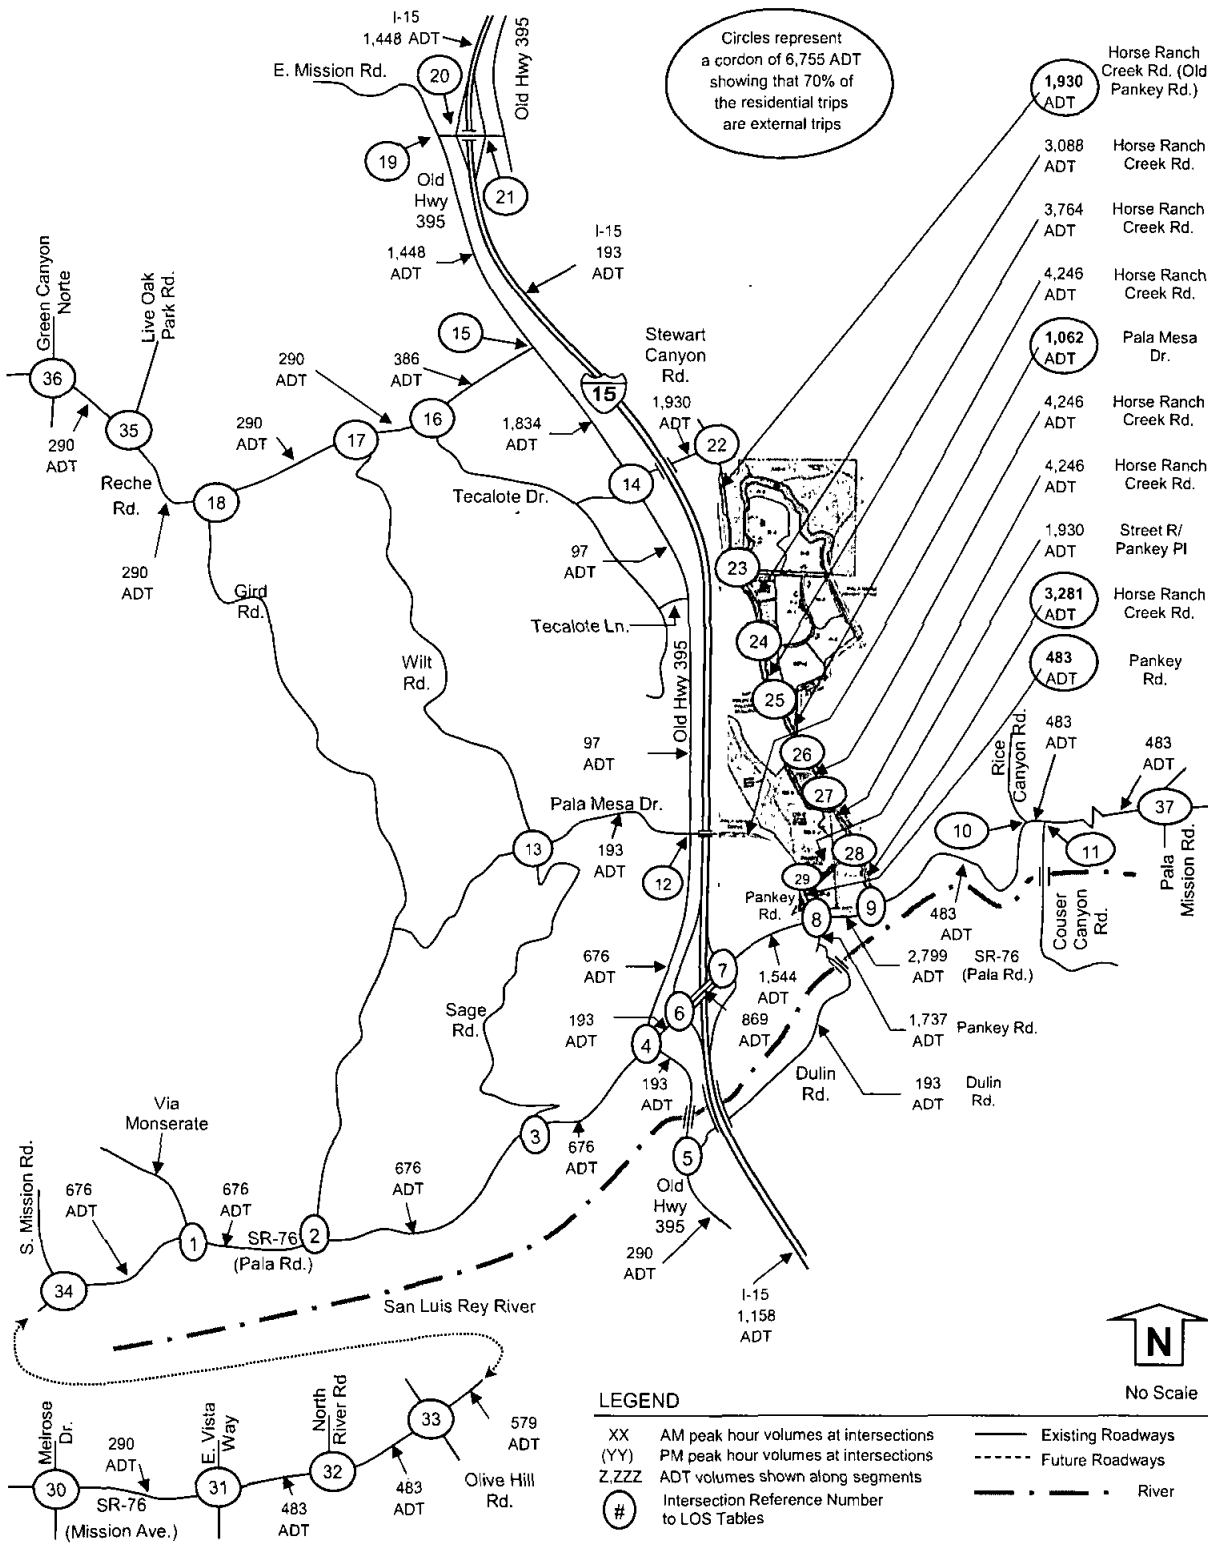 I-15
1,448 ADT
Old Hwy 395
E. Mission Rd.
20
19
21
Old
Hwy
395
1,448
ADT
I-15
193
ADT
Circles represent
a cordon of 6,755 ADT
showing that 70% of
the residential trips
are external trips
1,930
ADT
Horse Ranch
Creek Rd. (Old
Pankey Rd.)
3,088
ADT
Horse Ranch
Creek Rd.
3,764
ADT
Horse Ranch
Creek Rd.
4,246
ADT
Horse Ranch
Creek Rd.
1,062
ADT
Pala Mesa
Dr.
4,246
ADT
Horse Ranch
Creek Rd.
4,246
ADT
Horse Ranch
Creek Rd.
1,930
ADT
Street R/
Pankey Pl
3,281
ADT
Horse Ranch
Creek Rd.
483
ADT
Pankey
Rd.
Green Canyon
Norte
Live Oak
Park Rd.
36
290
ADT
35
Reche
Rd.
290
ADT
18
290
ADT
17
290
ADT
16
386
ADT
15
1,834
ADT
15
Stewart
Canyon
Rd.
1,930
ADT
22
14
Tecalote Dr.
97
ADT
Tecalote Ln.
Gird
Rd.
Wilt
Rd.
Old Hwy 395
97
ADT
23
24
25
26
27
28
29
Pala Mesa Dr.
193
ADT
13
12
Pankey
Rd.
8
9
Rice
Canyon Rd.
483
ADT
483
ADT
37
10
11
Pala
Mission Rd.
Couser
Canyon
Rd.
483
ADT
2,799
ADT
SR-76
(Pala Rd.)
1,544
ADT
7
676
ADT
6
869
ADT
193
ADT
4
193
ADT
1,737
ADT
Pankey Rd.
193
ADT
Dulin
Rd.
Dulin
Rd.
Sage
Rd.
3
676
ADT
5
Old
Hwy
395
290
ADT
I-15
1,158
ADT
Via
Monserate
S. Mission Rd.
676
ADT
676
ADT
676
ADT
1
SR-76
(Pala Rd.)
2
34
San Luis Rey River
N
No Scale
Melrose
Dr.
290
ADT
E. Vista
Way
North
River Rd
33
579
ADT
30
SR-76
(Mission Ave.)
31
483
ADT
32
483
ADT
Olive Hill
Rd.
LEGEND
XX AM peak hour volumes at intersections
(YY) PM peak hour volumes at intersections
Z,ZZZ ADT volumes shown along segments
# Intersection Reference Number
to LOS Tables
Existing Roadways
Future Roadways
River